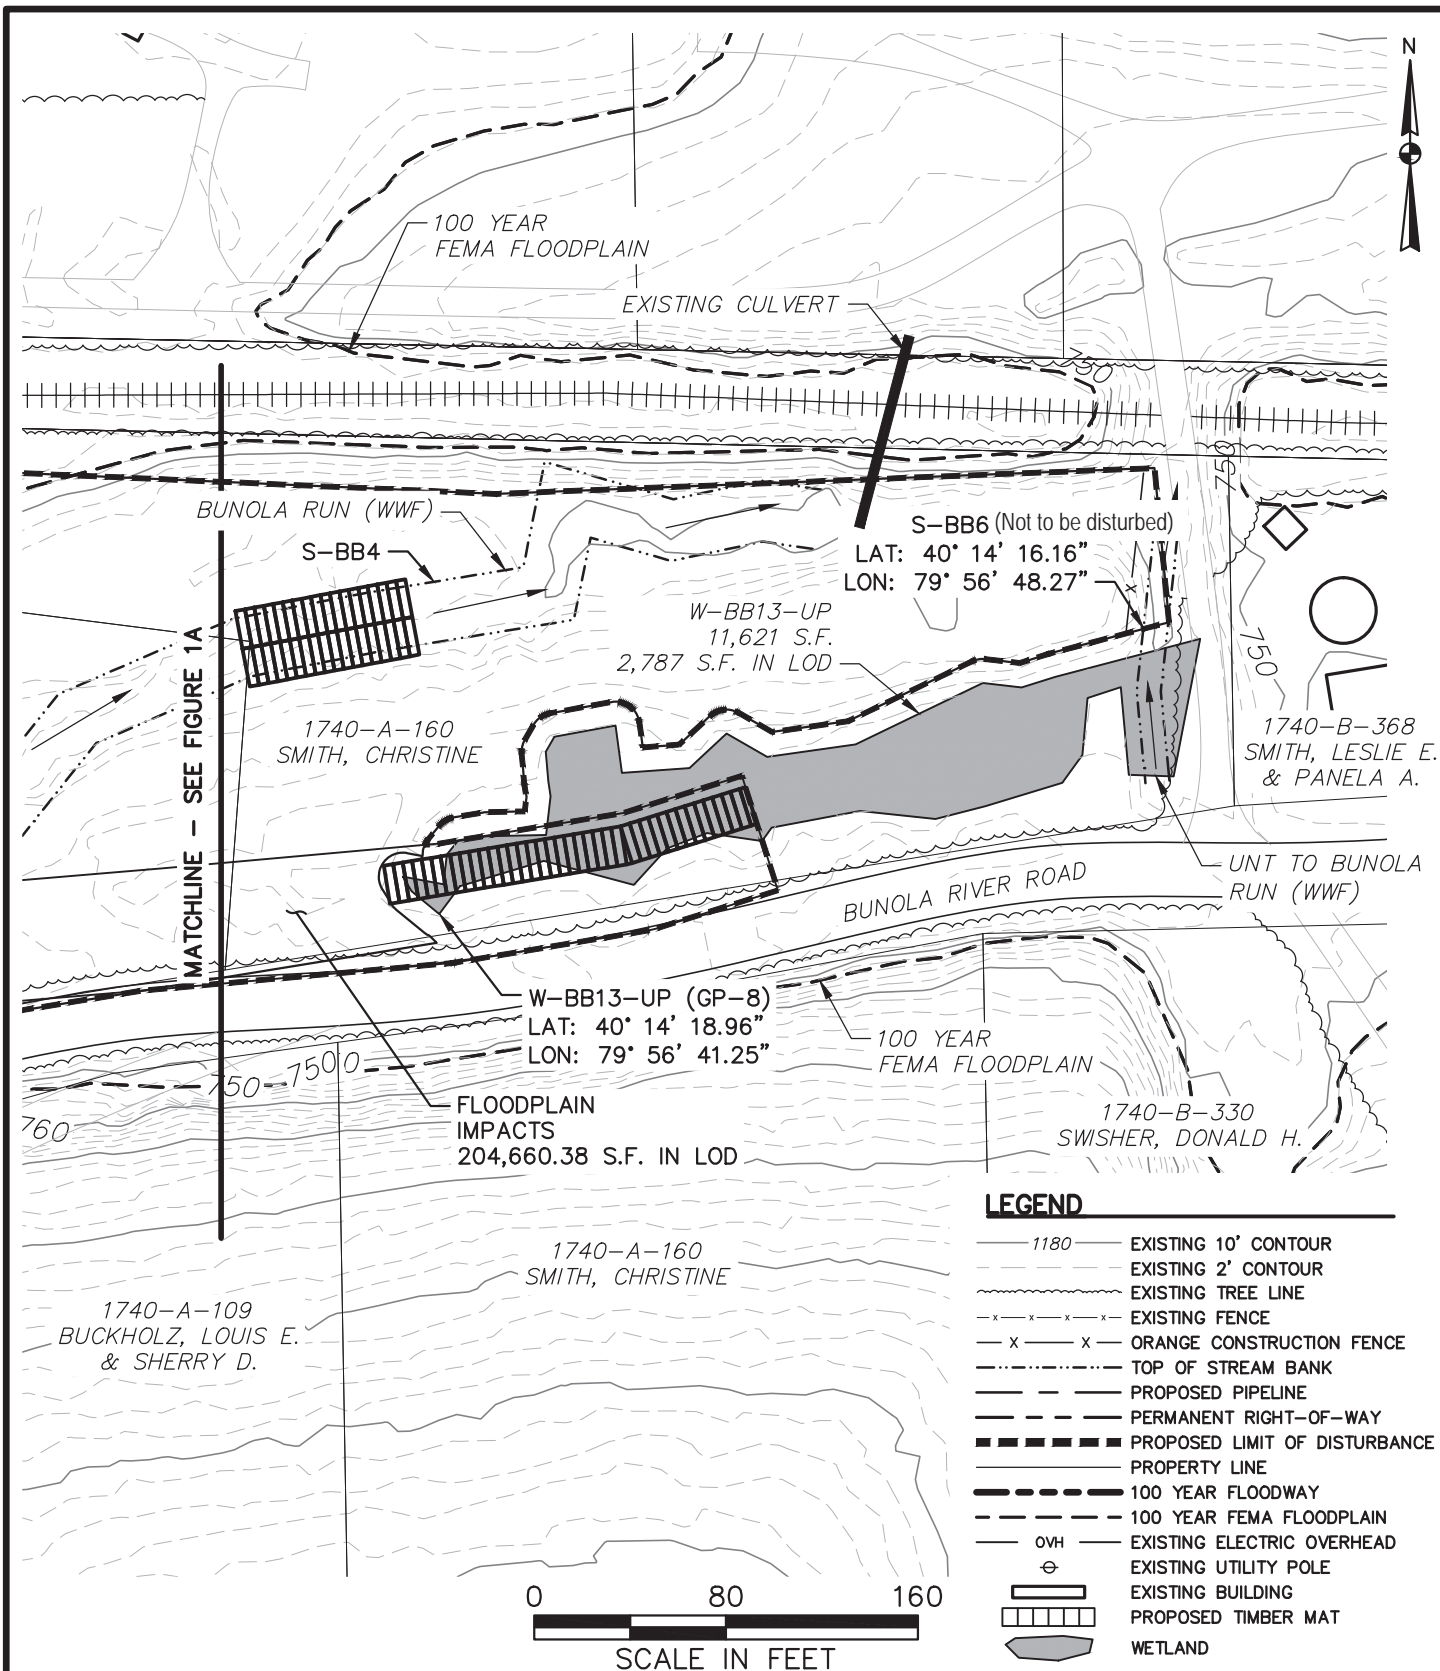 N
100 YEAR
FEMA FLOODPLAIN
EXISTING CULVERT
750
750
BUNOLA RUN (WWF)
S-BB4
S-BB6 (Not to be disturbed)
LAT: 40° 14' 16.16"
LON: 79° 56' 48.27"
x
W-BB13-UP
11,621 S.F.
2,787 S.F. IN LOD
750
MATCHLINE - SEE FIGURE 1A
1740-A-160
SMITH, CHRISTINE
1740-B-368
SMITH, LESLIE E.
& PANELA A.
UNT TO BUNOLA
RUN (WWF)
BUNOLA RIVER ROAD
W-BB13-UP (GP-8)
LAT: 40° 14' 18.96"
LON: 79° 56' 41.25"
100 YEAR
FEMA FLOODPLAIN
750
7500
760
FLOODPLAIN
IMPACTS
204,660.38 S.F. IN LOD
1740-B-330
SWISHER, DONALD H.
1740-A-160
SMITH, CHRISTINE
1740-A-109
BUCKHOLZ, LOUIS E.
& SHERRY D.
LEGEND
1180 EXISTING 10' CONTOUR
EXISTING 2' CONTOUR
EXISTING TREE LINE
x x x x EXISTING FENCE
X X ORANGE CONSTRUCTION FENCE
TOP OF STREAM BANK
PROPOSED PIPELINE
PERMANENT RIGHT-OF-WAY
PROPOSED LIMIT OF DISTURBANCE
PROPERTY LINE
100 YEAR FLOODWAY
100 YEAR FEMA FLOODPLAIN
OVH EXISTING ELECTRIC OVERHEAD
EXISTING UTILITY POLE
EXISTING BUILDING
PROPOSED TIMBER MAT
WETLAND
0 80 160
SCALE IN FEET